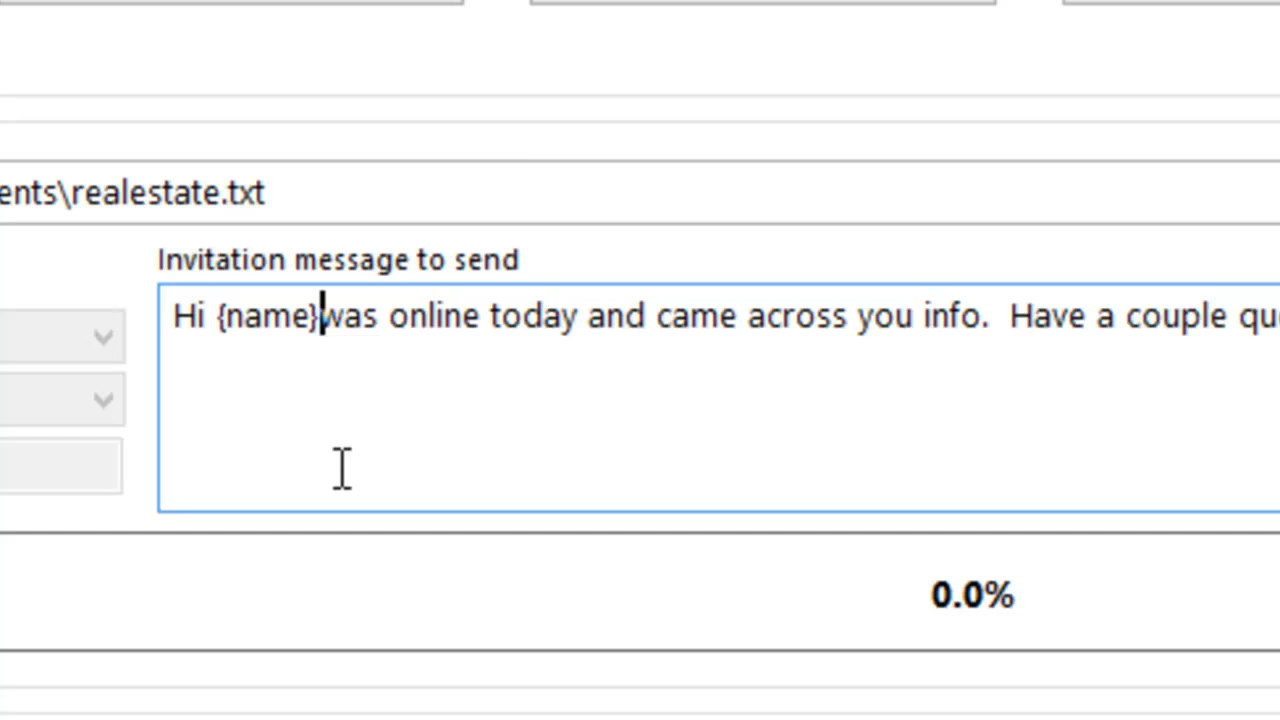 ents\realestate.txt
Invitation message to send
Hi {name}was online today and came across you info.  Have a couple qu
0.0%